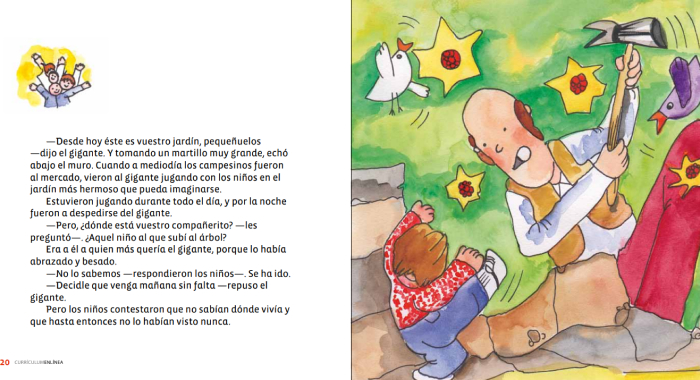 —Desde hoy éste es vuestro jardín, pequeñuelos
—dijo el gigante. Y tomando un martillo muy grande, echó
abajo el muro. Cuando a mediodía los campesinos fueron
al mercado, vieron al gigante jugando con los niños en el
jardín más hermoso que pueda imaginarse.
Estuvieron jugando durante todo el día, y por la noche
fueron a despedirse del gigante.
—Pero, ¿dónde está vuestro compañerito? —les
preguntó—. ¿Aquel niño al que subí al árbol?
Era a él a quien más quería el gigante, porque lo había
abrazado y besado.
—No lo sabemos —respondieron los niños—. Se ha ido.
—Decidle que venga mañana sin falta —repuso el
gigante.
Pero los niños contestaron que no sabían dónde vivía y
que hasta entonces no lo habían visto nunca.
20 CURRICULUMENLÍNEA